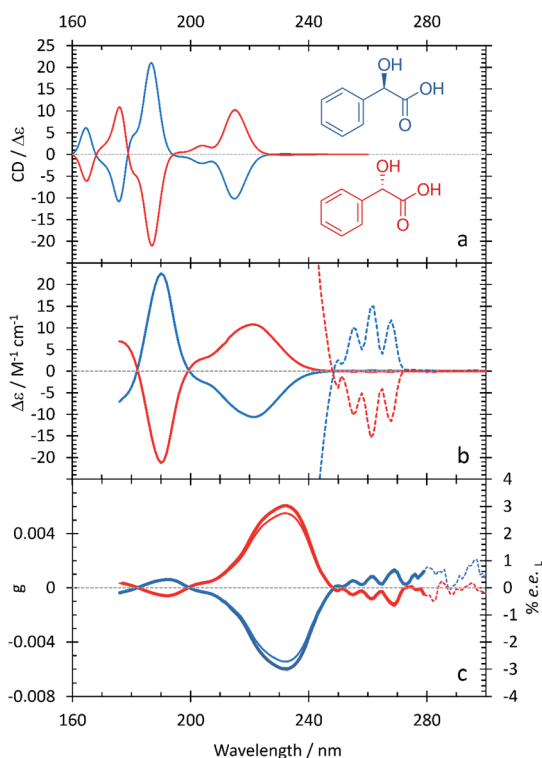 160 200 240 280
25
20
15
10
5
0
-5
-10
-15
-20
CD / Δε
OH
OH
O
OH
OH
O
a
20
15
10
5
0
-5
-10
-15
-20
Δε / M-1 cm-1
b
0.004
0
-0.004
-0.008
g
4
3
2
1
0
-1
-2
-3
-4
% e.e. L
c
160 200 240 280
Wavelength / nm